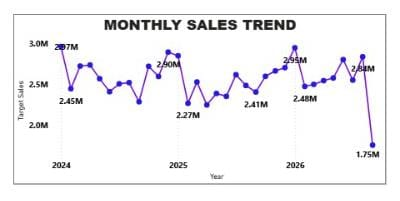 MONTHLY SALES TREND
3.0M
2.97M
2.90M
2.95M
2.84M
2.5M
2.45M
2.27M
2.41M
2.48M
2.0M
1.75M
Target Sales
2024
2025
2026
Year